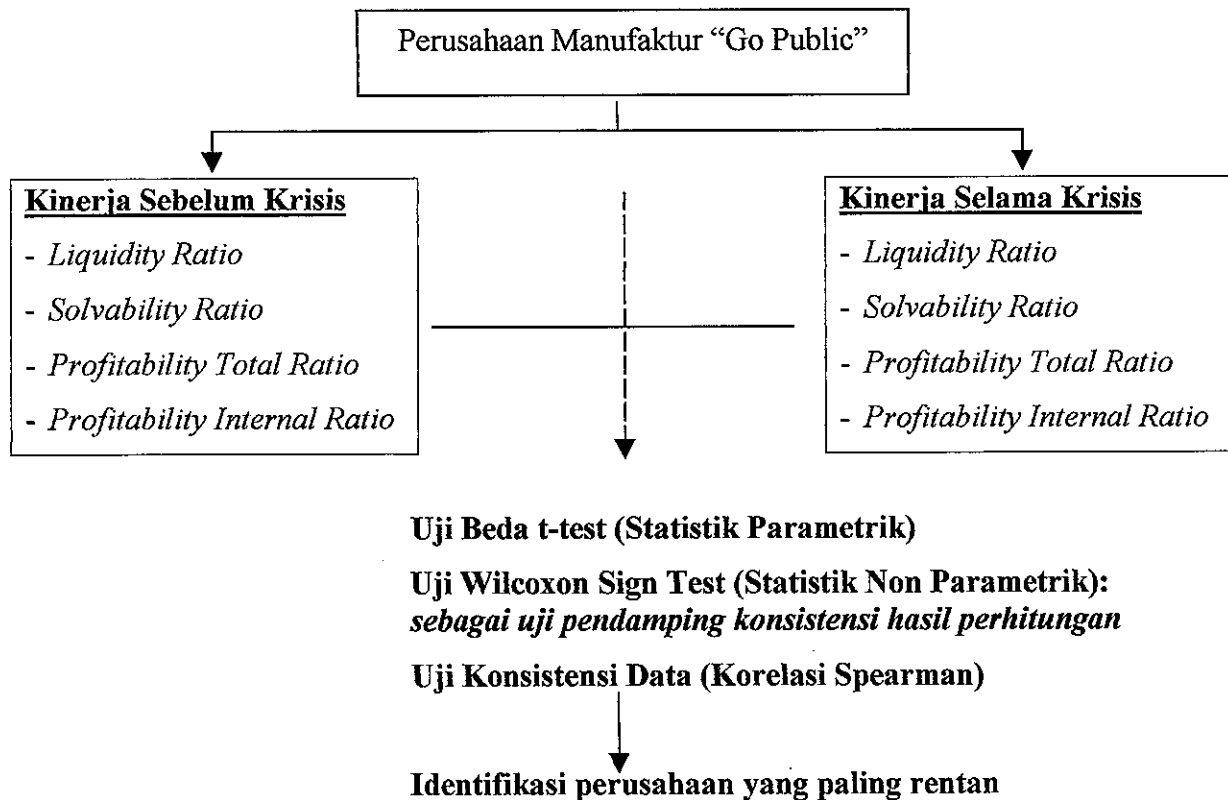 Perusahaan Manufaktur “Go Public”
Kinerja Sebelum Krisis
- Liquidity Ratio
- Solvability Ratio
- Profitability Total Ratio
- Profitability Internal Ratio
Kinerja Selama Krisis
- Liquidity Ratio
- Solvability Ratio
- Profitability Total Ratio
- Profitability Internal Ratio
Uji Beda t-test (Statistik Parametrik)
Uji Wilcoxon Sign Test (Statistik Non Parametrik):
sebagai uji pendamping konsistensi hasil perhitungan
Uji Konsistensi Data (Korelasi Spearman)
Identifikasi perusahaan yang paling rentan